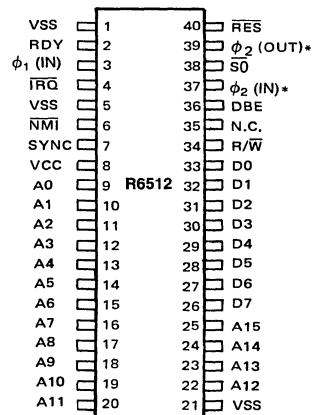 VSS 1 40 R̅E̅S̅
RDY 2 39 ϕ₂ (OUT)*
ϕ₁ (IN) 3 38 S̅0̅
I̅R̅Q̅ 4 37 ϕ₂ (IN)*
VSS 5 36 DBE
N̅M̅I̅ 6 35 N.C.
SYNC 7 34 R/W̅
VCC 8 33 D0
A0 9 R6512 32 D1
A1 10 31 D2
A2 11 30 D3
A3 12 29 D4
A4 13 28 D5
A5 14 27 D6
A6 15 26 D7
A7 16 25 A15
A8 17 24 A14
A9 18 23 A13
A10 19 22 A12
A11 20 21 VSS